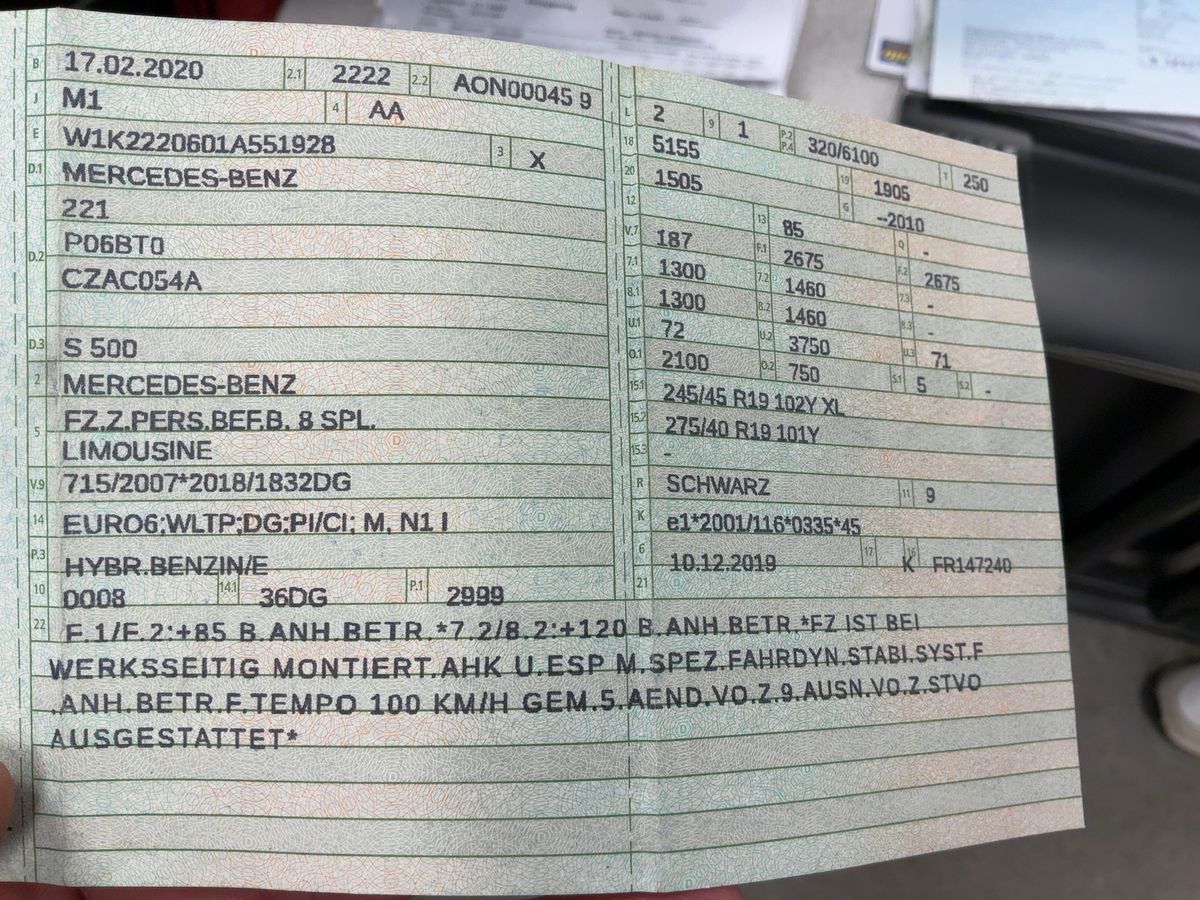 B 17.02.2020 2.1 2222 2.2 AON00045 9
J M1 4 AA
E W1K2220601A551928 3 X
D.1 MERCEDES-BENZ
221
D.2 P06BT0
CZAC054A
D.3 S 500
2 MERCEDES-BENZ
5 FZ.Z.PERS.BEF.B. 8 SPL.
LIMOUSINE
V.9 715/2007*2018/1832DG
14 EURO6;WLTP;DG;PI/CI; M, N1 I
P.3 HYBR.BENZIN/E
10 0008 14.1 36DG P.1 2999
L 2 9 1 P.2 P.4 320/6100 T 250
18 5155 19 1905
20 1505 G -2010
12 13 85 Q -
V.7 187 F.1 2675 F.2 2675
7.1 1300 7.2 1460 7.3 -
8.1 1300 8.2 1460 8.3 -
U.1 72 U.2 3750 U.3 71
O.1 2100 O.2 750 S.1 5 S.2 -
15.1 245/45 R19 102Y XL
15.2 275/40 R19 101Y
15.3 -
R SCHWARZ 11 9
K e1*2001/116*0335*45
6 10.12.2019 17 K 16 FR147240
21
22 F.1/F.2:+85 B.ANH.BETR.*7.2/8.2:+120 B.ANH.BETR.*FZ IST BEI
WERKSSEITIG MONTIERT.AHK U.ESP M.SPEZ.FAHRDYN.STABI.SYST.F
.ANH.BETR.F.TEMPO 100 KM/H GEM.5.AEND.VO.Z.9.AUSN.VO.Z.STVO
AUSGESTATTET*